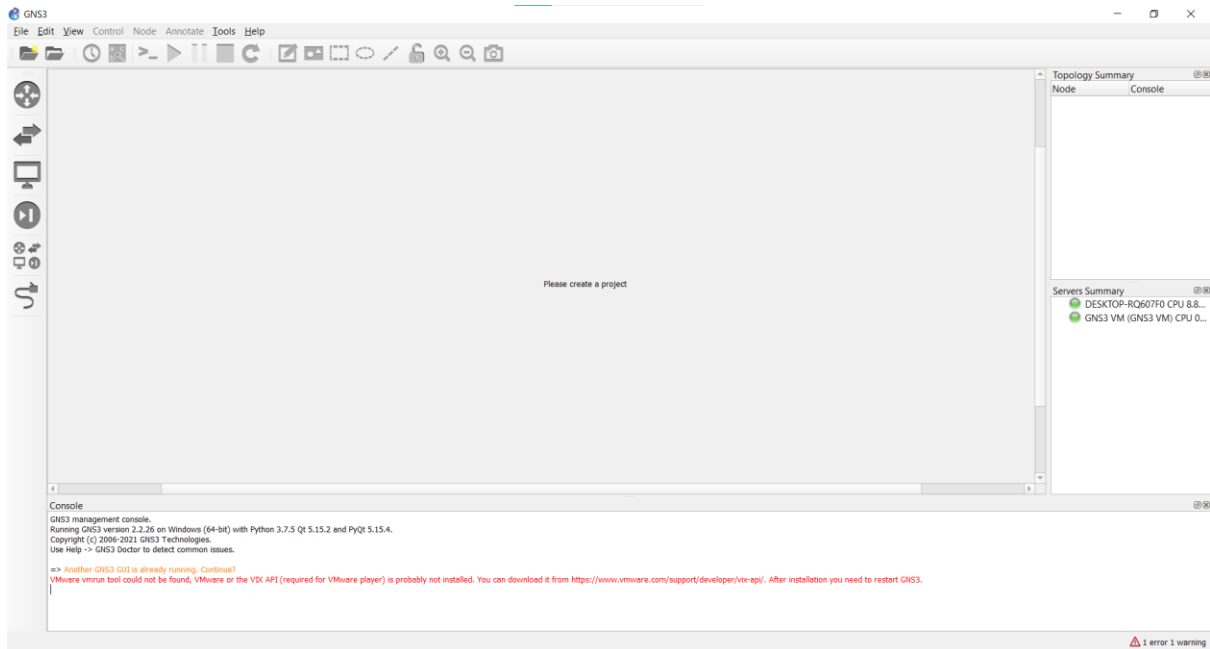 GNS3
File Edit View Control Node Annotate Tools Help
Topology Summary
Node Console
Please create a project
Servers Summary
DESKTOP-RQ607F0 CPU 8.8...
GNS3 VM (GNS3 VM) CPU 0...
Console
GNS3 management console.
Running GNS3 version 2.2.26 on Windows (64-bit) with Python 3.7.5 Qt 5.15.2 and PyQt 5.15.4.
Copyright (c) 2006-2021 GNS3 Technologies.
Use Help -> GNS3 Doctor to detect common issues.
=> Another GNS3 GUI is already running. Continue?
VMware vmrun tool could not be found, VMware or the VIX API (required for VMware player) is probably not installed. You can download it from https://www.vmware.com/support/developer/vix-api/. After installation you need to restart GNS3.
1 error 1 warning